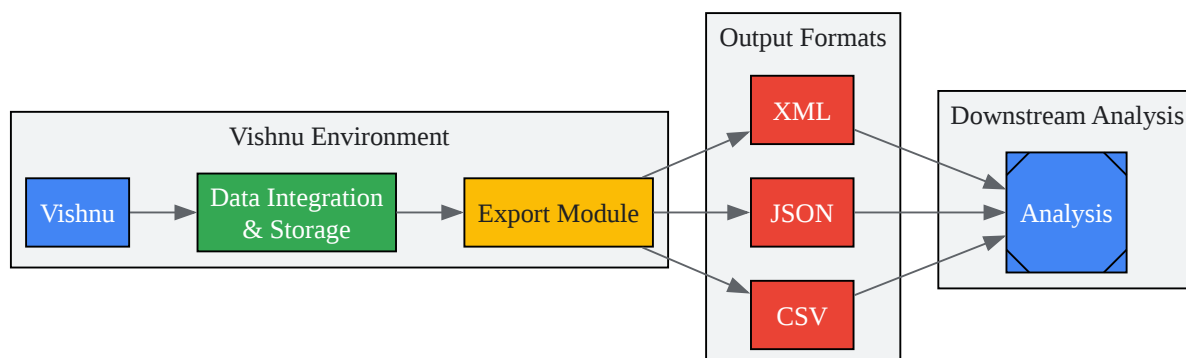 Output Formats
XML
Downstream Analysis
Vishnu Environment
Vishnu
Data Integration
& Storage
Export Module
JSON
Analysis
CSV